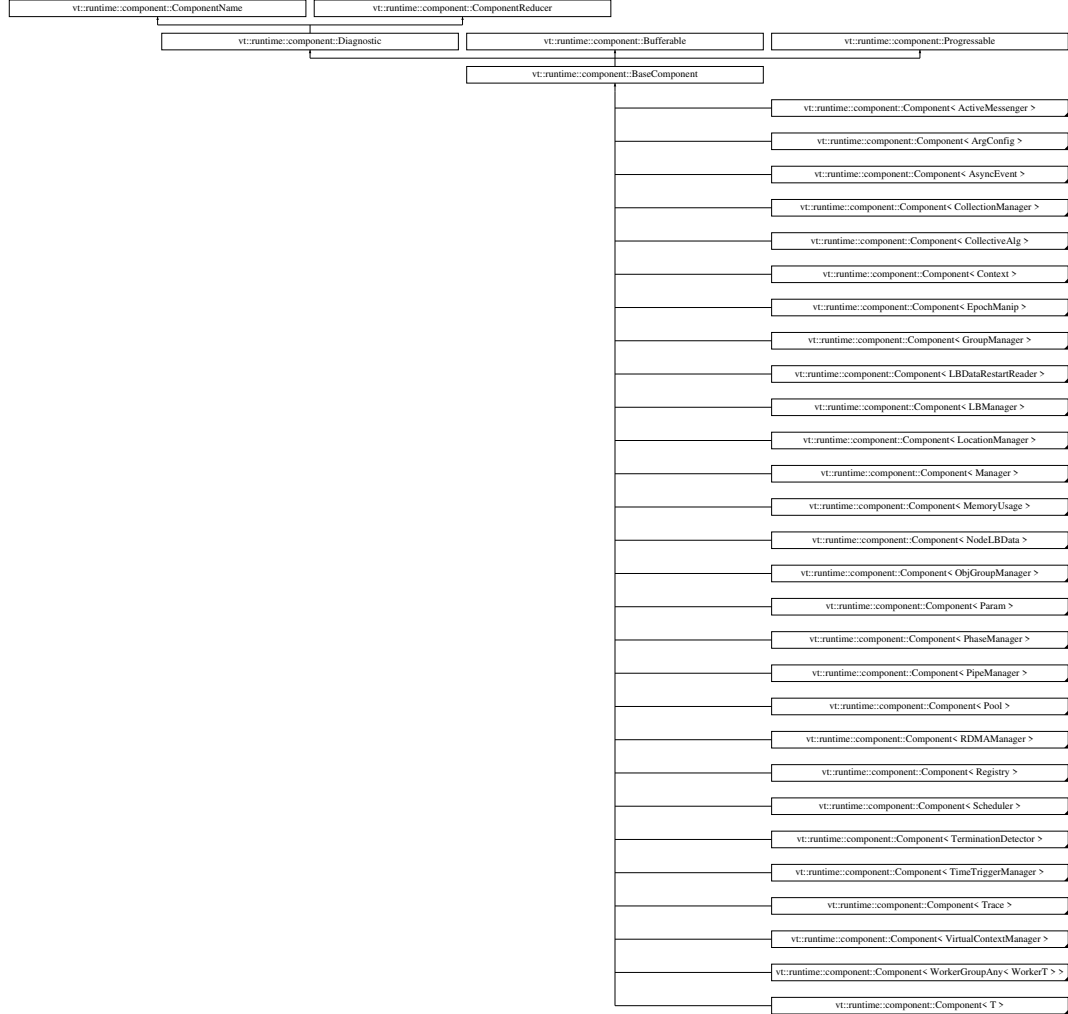 vt::runtime::component::ComponentName
vt::runtime::component::ComponentReducer
vt::runtime::component::Diagnostic
vt::runtime::component::Bufferable
vt::runtime::component::Progressable
vt::runtime::component::BaseComponent
vt::runtime::component::Component< ActiveMessenger >
vt::runtime::component::Component< ArgConfig >
vt::runtime::component::Component< AsyncEvent >
vt::runtime::component::Component< CollectionManager >
vt::runtime::component::Component< CollectiveAlg >
vt::runtime::component::Component< Context >
vt::runtime::component::Component< EpochManip >
vt::runtime::component::Component< GroupManager >
vt::runtime::component::Component< LBDataRestartReader >
vt::runtime::component::Component< LBManager >
vt::runtime::component::Component< LocationManager >
vt::runtime::component::Component< Manager >
vt::runtime::component::Component< MemoryUsage >
vt::runtime::component::Component< NodeLBData >
vt::runtime::component::Component< ObjGroupManager >
vt::runtime::component::Component< Param >
vt::runtime::component::Component< PhaseManager >
vt::runtime::component::Component< PipeManager >
vt::runtime::component::Component< Pool >
vt::runtime::component::Component< RDMAManager >
vt::runtime::component::Component< Registry >
vt::runtime::component::Component< Scheduler >
vt::runtime::component::Component< TerminationDetector >
vt::runtime::component::Component< TimeTriggerManager >
vt::runtime::component::Component< Trace >
vt::runtime::component::Component< VirtualContextManager >
vt::runtime::component::Component< WorkerGroupAny< WorkerT > >
vt::runtime::component::Component< T >